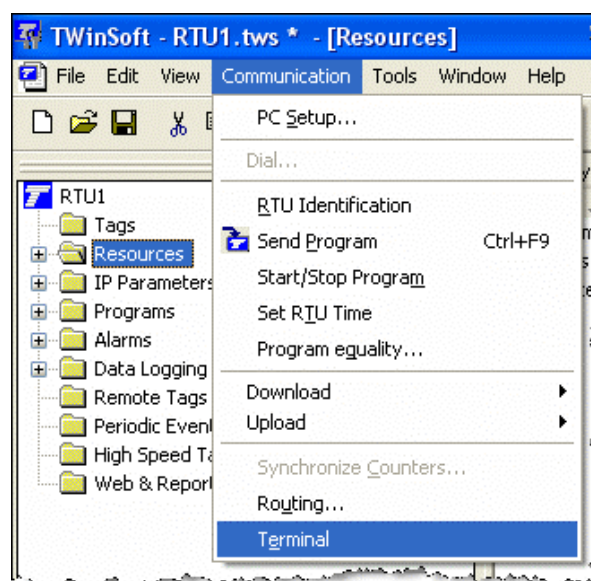 TWinSoft - RTU1.tws * - [Resources]
File Edit View Communication Tools Window Help
PC Setup...
Dial...
RTU Identification
Send Program Ctrl+F9
Start/Stop Program
Set RTU Time
Program equality...
Download
Upload
Synchronize Counters...
Routing...
Terminal
RTU1
Tags
Resources
IP Parameters
Programs
Alarms
Data Logging
Remote Tags
Periodic Event
High Speed Ta
Web & Report